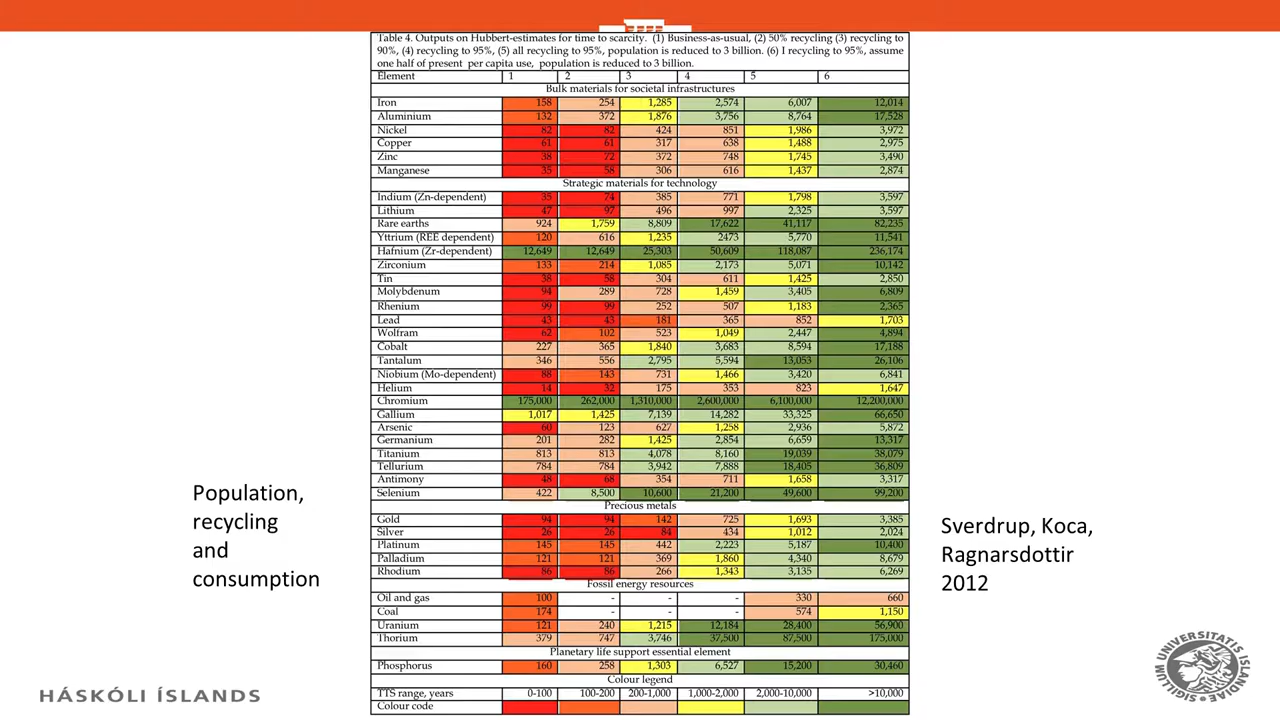 Table 4. Outputs on Hubbert-estimates for time to scarcity. (1) Business-as-usual, (2) 50% recycling (3) recycling to
90%, (4) recycling to 95%, (5) all recycling to 95%, population is reduced to 3 billion. (6) I recycling to 95%, assume
one half of present per capita use, population is reduced to 3 billion.
Element 1 2 3 4 5 6
Bulk materials for societal infrastructures
Iron 158 254 1,285 2,574 6,007 12,014
Aluminium 132 372 1,876 3,756 8,764 17,528
Nickel 82 82 424 851 1,986 3,972
Copper 61 61 317 638 1,488 2,975
Zinc 38 72 372 748 1,745 3,490
Manganese 35 58 306 616 1,437 2,874
Strategic materials for technology
Indium (Zn-dependent) 35 74 385 771 1,798 3,597
Lithium 47 97 496 997 2,325 3,597
Rare earths 924 1,759 8,809 17,622 41,117 82,235
Yttrium (REE dependent) 120 616 1,235 2473 5,770 11,541
Hafnium (Zr-dependent) 12,649 12,649 25,303 50,609 118,087 236,174
Zirconium 133 214 1,085 2,173 5,071 10,142
Tin 38 58 304 611 1,425 2,850
Molybdenum 94 289 728 1,459 3,405 6,809
Rhenium 99 99 252 507 1,183 2,365
Lead 43 43 181 365 852 1,703
Wolfram 62 102 523 1,049 2,447 4,894
Cobalt 227 365 1,840 3,683 8,594 17,188
Tantalum 346 556 2,795 5,594 13,053 26,106
Niobium (Mo-dependent) 88 143 731 1,466 3,420 6,841
Helium 14 32 175 353 823 1,647
Chromium 175,000 262,000 1,310,000 2,600,000 6,100,000 12,200,000
Gallium 1,017 1,425 7,139 14,282 33,325 66,650
Arsenic 60 123 627 1,258 2,936 5,872
Germanium 201 282 1,425 2,854 6,659 13,317
Titanium 813 813 4,078 8,160 19,039 38,079
Tellurium 784 784 3,942 7,888 18,405 36,809
Antimony 48 68 354 711 1,658 3,317
Selenium 422 8,500 10,600 21,200 49,600 99,200
Precious metals
Gold 94 94 142 725 1,693 3,385
Silver 26 26 84 434 1,012 2,024
Platinum 145 145 442 2,223 5,187 10,400
Palladium 121 121 369 1,860 4,340 8,679
Rhodium 86 86 266 1,343 3,135 6,269
Fossil energy resources
Oil and gas 100 - - - 330 660
Coal 174 - - - 574 1,150
Uranium 121 240 1,215 12,184 28,400 56,900
Thorium 379 747 3,746 37,500 87,500 175,000
Planetary life support essential element
Phosphorus 160 258 1,303 6,527 15,200 30,460
Colour legend
TTS range, years 0-100 100-200 200-1,000 1,000-2,000 2,000-10,000 >10,000
Colour code
Population,
recycling
and
consumption
Sverdrup, Koca,
Ragnarsdottir
2012
HÁSKÓLI ÍSLANDS
SIGILLUM UNIVERSITATIS ISLANDIAE